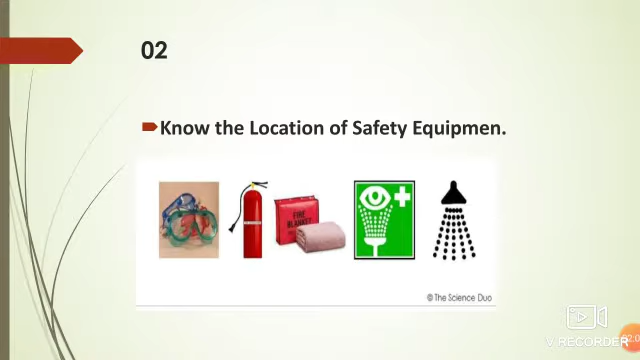 02
Know the Location of Safety Equipmen.
FIRE
BLANKET
© The Science Duo
V RECORDER